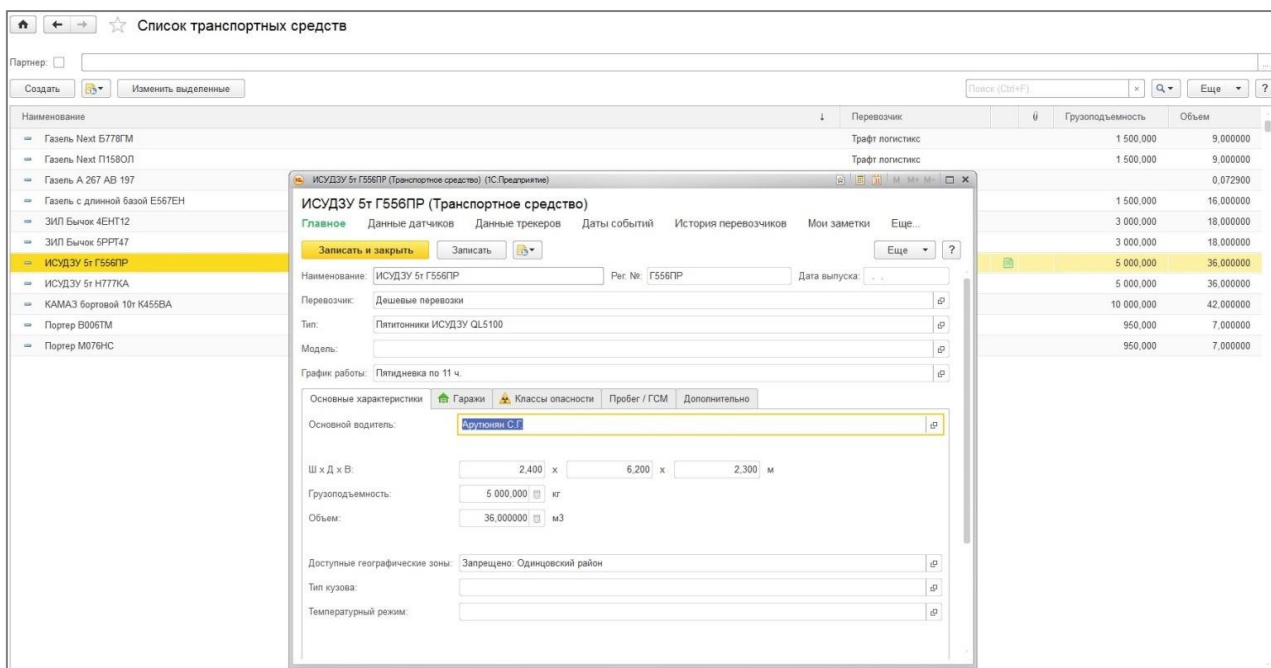 Список транспортных средств
Партнер:
Создать Изменить выделенные Поиск (Ctrl+F) × Еще ?
Наименование ↓ Перевозчик Грузоподъемность Объем
Газель Next Б778ГМ Трафт логистикс 1 500,000 9,000000
Газель Next П158ОЛ Трафт логистикс 1 500,000 9,000000
Газель А 267 АВ 197 0,072900
Газель с длинной базой Е567ЕН 1 500,000 16,000000
ЗИЛ Бычок 4ЕНТ12 3 000,000 18,000000
ЗИЛ Бычок 5РРТ47 3 000,000 18,000000
ИСУДЗУ 5т Г556ПР 5 000,000 36,000000
ИСУДЗУ 5т Н777КА 5 000,000 36,000000
КАМАЗ бортовой 10т К455ВА 10 000,000 42,000000
Портер В006ТМ 950,000 7,000000
Портер М076НС 950,000 7,000000
ИСУДЗУ 5т Г556ПР (Транспортное средство) (1С:Предприятие) M M+ M-
ИСУДЗУ 5т Г556ПР (Транспортное средство)
Главное Данные датчиков Данные трекеров Даты событий История перевозчиков Мои заметки Еще...
Записать и закрыть Записать Еще ?
Наименование: ИСУДЗУ 5т Г556ПР Рег. №: Г556ПР Дата выпуска: . .
Перевозчик: Дешевые перевозки
Тип: Пятитонники ИСУДЗУ QL5100
Модель:
График работы: Пятидневка по 11 ч.
Основные характеристики Гаражи Классы опасности Пробег / ГСМ Дополнительно
Основной водитель: Арутюнян С.Г.
Ш х Д х В: 2,400 х 6,200 х 2,300 м
Грузоподъемность: 5 000,000 кг
Объем: 36,000000 м3
Доступные географические зоны: Запрещено: Одинцовский район
Тип кузова:
Температурный режим: